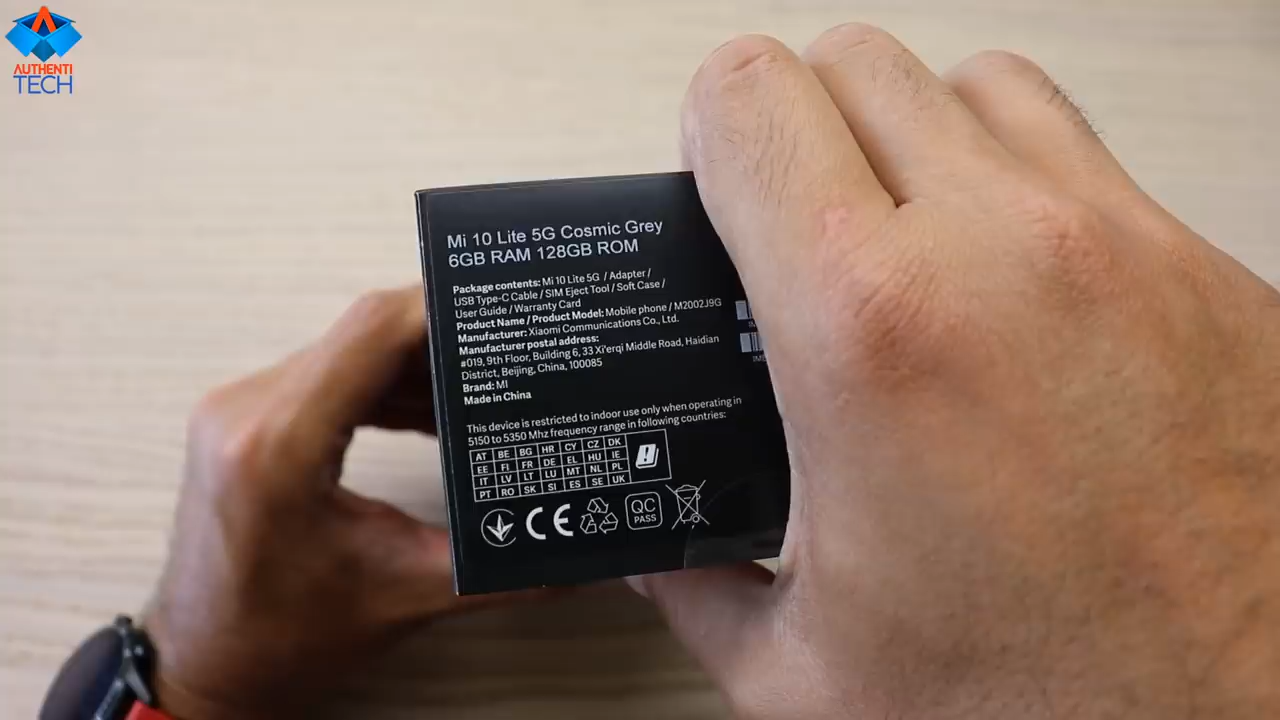 AUTHENTI
TECH
Mi 10 Lite 5G Cosmic Grey
6GB RAM 128GB ROM
Package contents: Mi 10 Lite 5G / Adapter /
USB Type-C Cable / SIM Eject Tool / Soft Case /
User Guide / Warranty Card
Product Name / Product Model: Mobile phone / M2002J9G
Manufacturer: Xiaomi Communications Co., Ltd.
Manufacturer postal address:
#019, 9th Floor, Building 6, 33 Xi'erqi Middle Road, Haidian
District, Beijing, China, 100085
Brand: MI
Made in China
This device is restricted to indoor use only when operating in
5150 to 5350 Mhz frequency range in following countries:
AT BE BG HR CY CZ DK
EE FI FR DE EL HU IE
IT LV LT LU MT NL PL
PT RO SK SI ES SE UK
CE
QC
PASS